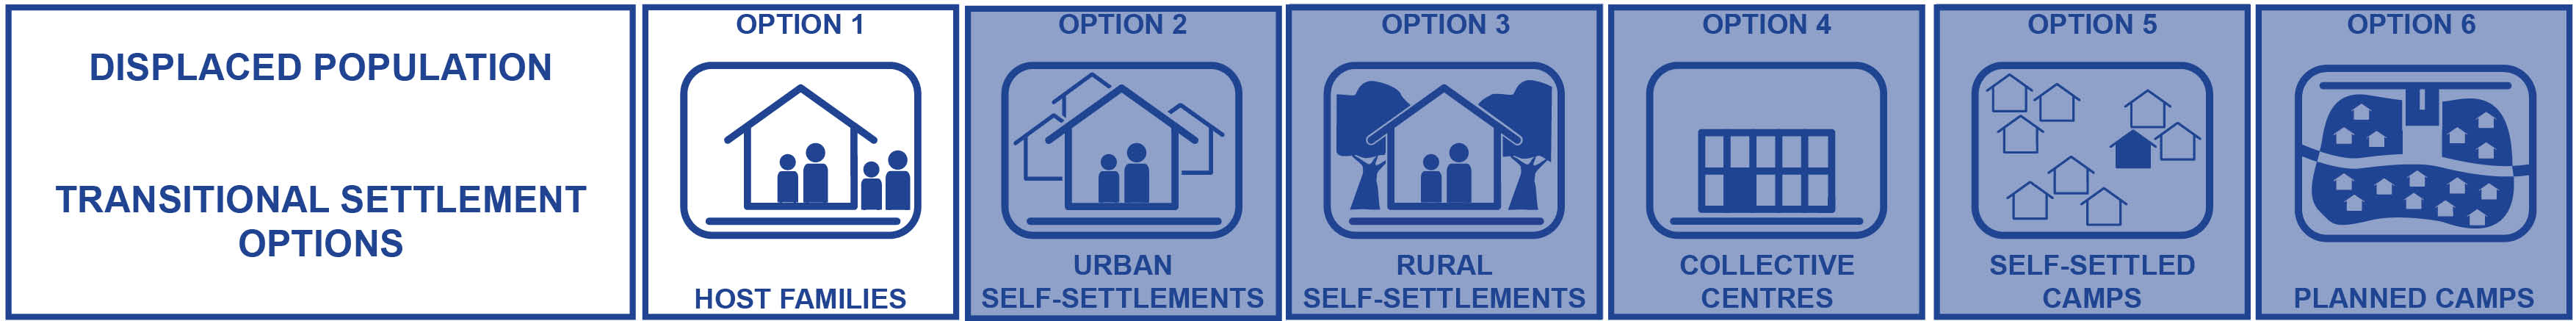 DISPLACED POPULATION
TRANSITIONAL SETTLEMENT
OPTIONS
OPTION 1
HOST FAMILIES
OPTION 2
URBAN
SELF-SETTLEMENTS
OPTION 3
RURAL
SELF-SETTLEMENTS
OPTION 4
COLLECTIVE
CENTRES
OPTION 5
SELF-SETTLED
CAMPS
OPTION 6
PLANNED CAMPS